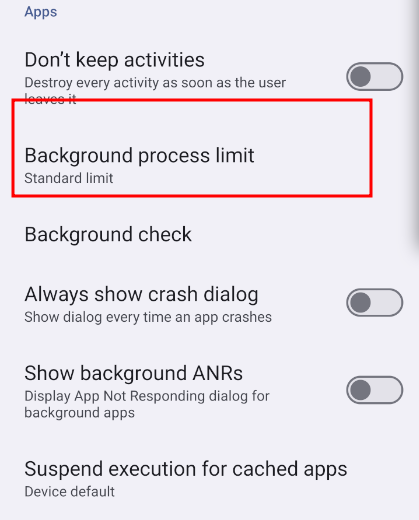 Apps
Don't keep activities
Destroy every activity as soon as the user
leaves it
Background process limit
Standard limit
Background check
Always show crash dialog
Show dialog every time an app crashes
Show background ANRs
Display App Not Responding dialog for
background apps
Suspend execution for cached apps
Device default